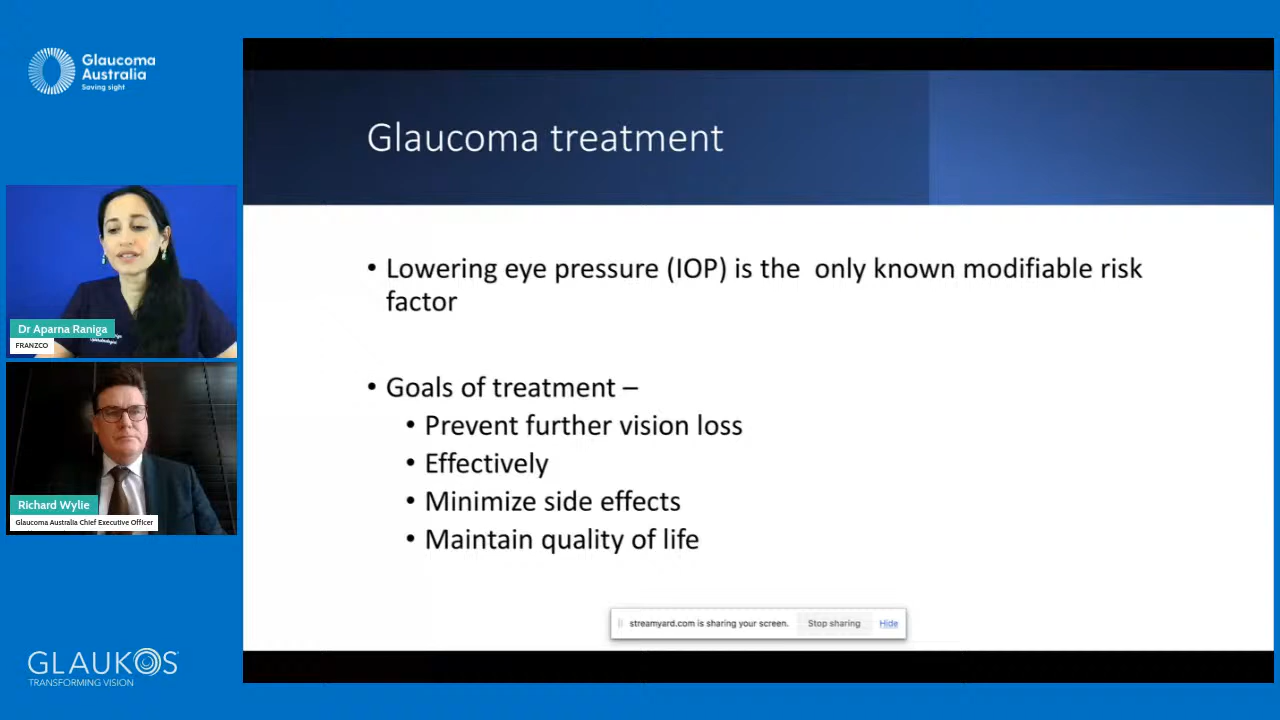 Glaucoma
Australia
Saving sight
Glaucoma treatment
• Lowering eye pressure (IOP) is the only known modifiable risk
factor
• Goals of treatment –
• Prevent further vision loss
• Effectively
• Minimize side effects
• Maintain quality of life
Dr Aparna Raniga
FRANZCO
Richard Wylie
Glaucoma Australia Chief Executive Officer
streamyard.com is sharing your screen. Stop sharing Hide
GLAUKOS
TRANSFORMING VISION